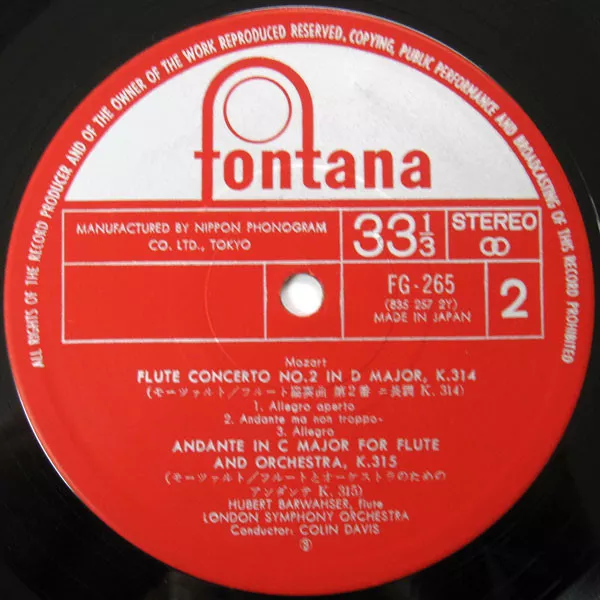 ALL RIGHTS OF THE RECORD PRODUCER AND OF THE OWNER OF THE WORK REPRODUCED RESERVED, COPYING, PUBLIC PERFORMANCE AND BROADCASTING OF THIS RECORD PROHIBITED
fontana
MANUFACTURED BY NIPPON PHONOGRAM
CO. LTD., TOKYO
33 1/3
STEREO
FG-265
(835 257 2Y)
MADE IN JAPAN
2
Mozart
FLUTE CONCERTO NO.2 IN D MAJOR, K.314
(モーツァルト/フルート協奏曲 第2番 ニ長調 K.314)
1. Allegro aperto
2. Andante ma non troppo-
3. Allegro
ANDANTE IN C MAJOR FOR FLUTE
AND ORCHESTRA, K.315
(モーツァルト/フルートとオーケストラのための
アンダンテ K. 315)
HUBERT BARWAHSER, flute
LONDON SYMPHONY ORCHESTRA
Conductor: COLIN DAVIS